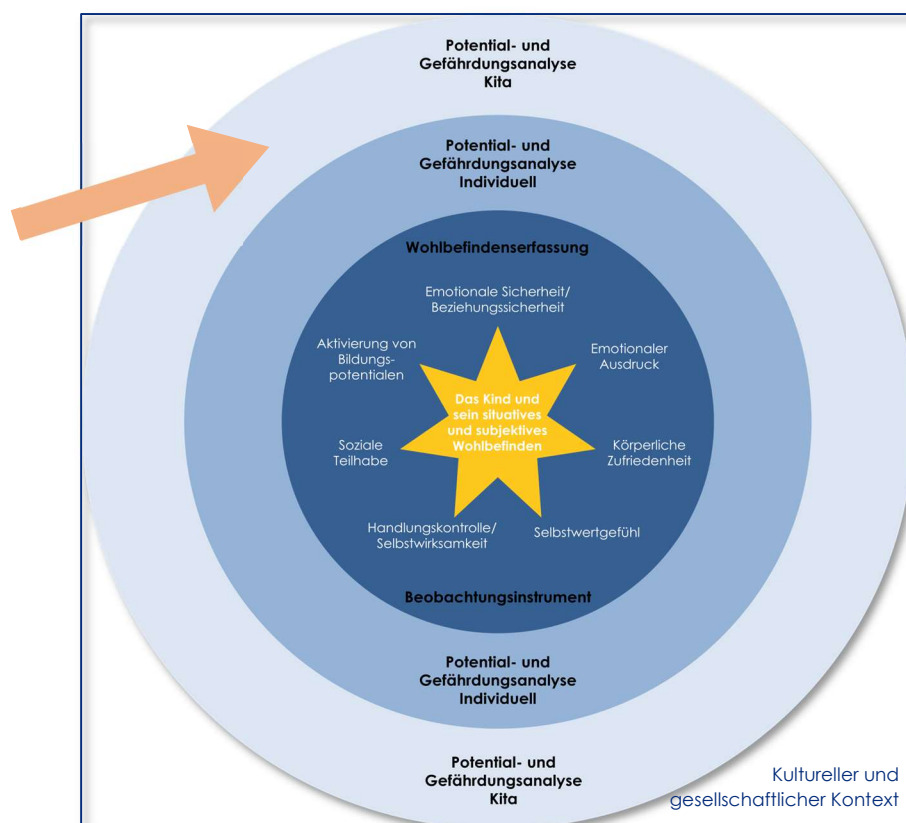 Potential- und
Gefährdungsanalyse
Kita
Potential- und
Gefährdungsanalyse
Individuell
Wohlbefindenserfassung
Emotionale Sicherheit/
Beziehungssicherheit
Aktivierung von
Bildungs-
potentialen
Emotionaler
Ausdruck
Das Kind und
sein situatives
und subjektives
Wohlbefinden
Soziale
Teilhabe
Körperliche
Zufriedenheit
Handlungskontrolle/
Selbstwirksamkeit
Selbstwertgefühl
Beobachtungsinstrument
Potential- und
Gefährdungsanalyse
Individuell
Potential- und
Gefährdungsanalyse
Kita
Kultureller und
gesellschaftlicher Kontext